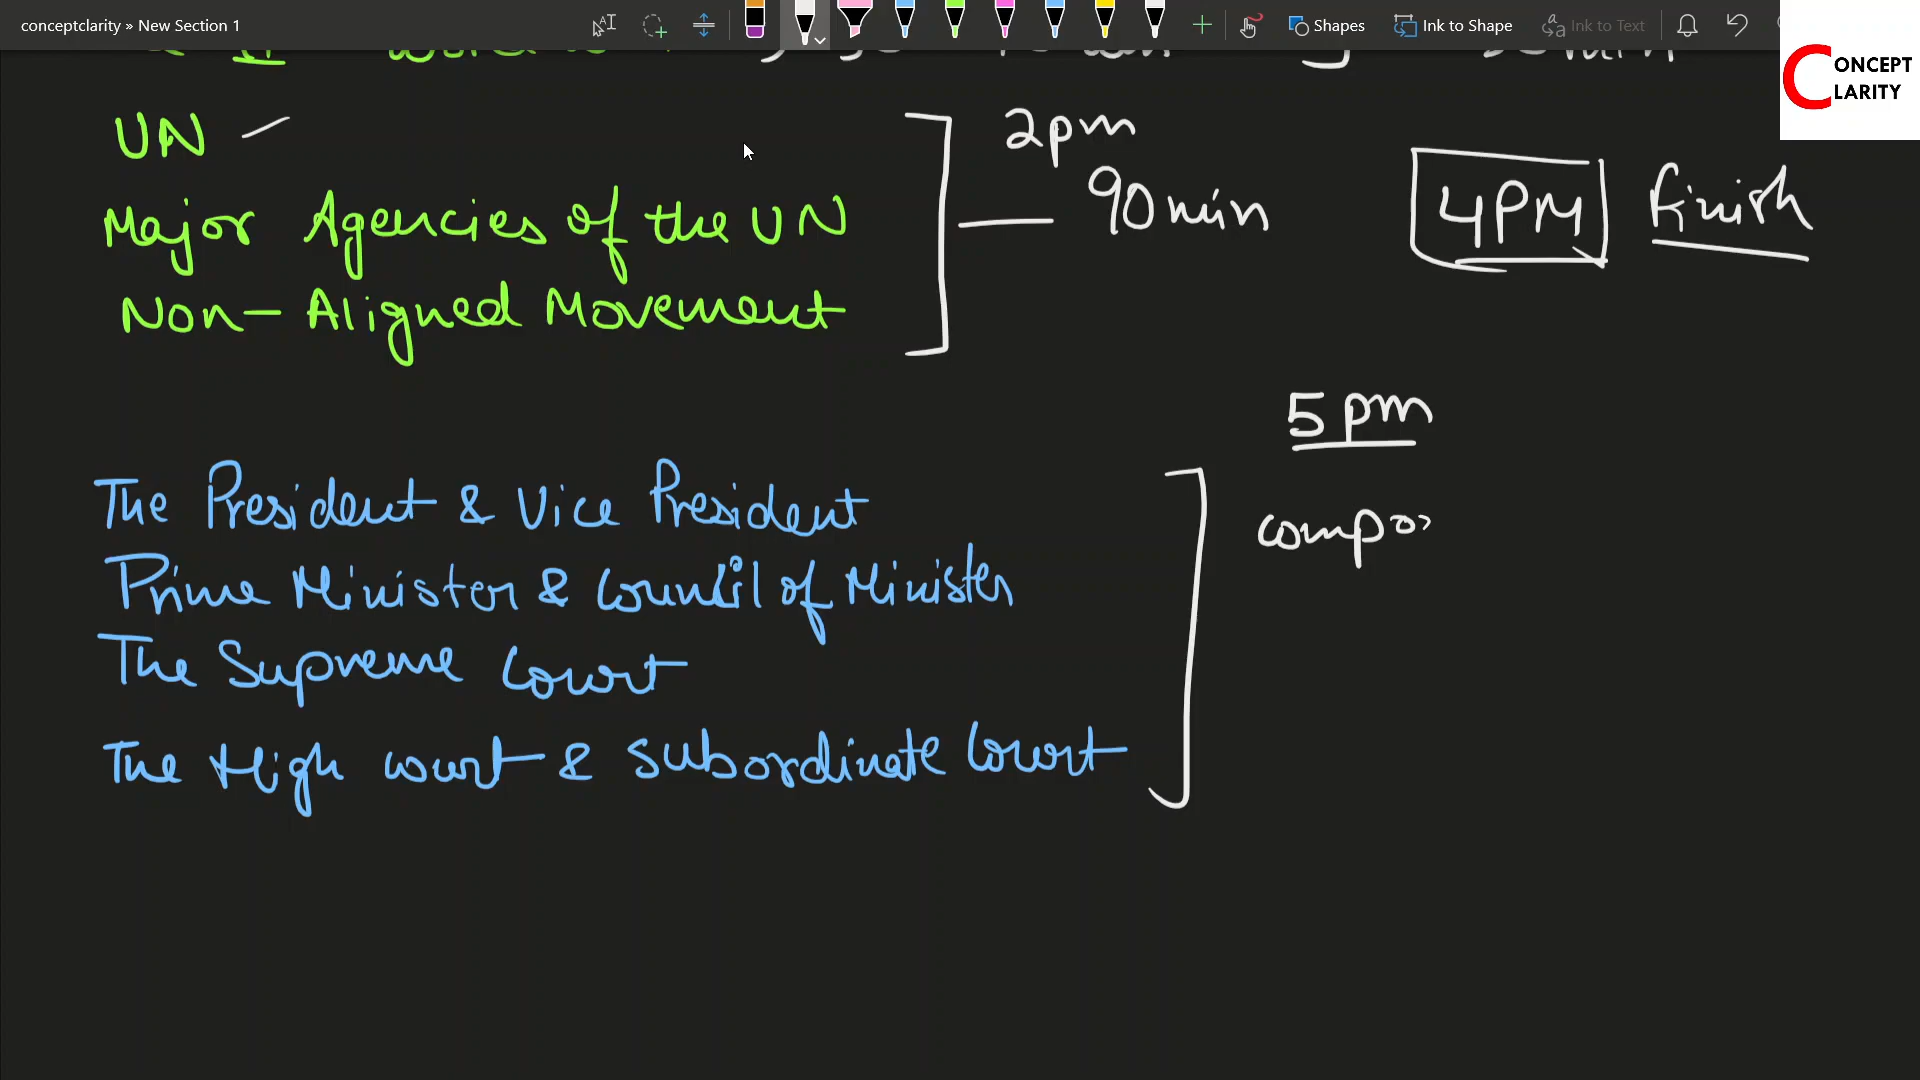 conceptclarity » New Section 1
Shapes
Ink to Shape
Ink to Text
CONCEPT
CLARITY
II
UN
Major Agencies of the UN
Non-Aligned Movement
2pm
90 min
4PM finish
5pm
The President & Vice President
Prime Minister & Council of Minister
The Supreme Court
The High court & subordinate Court